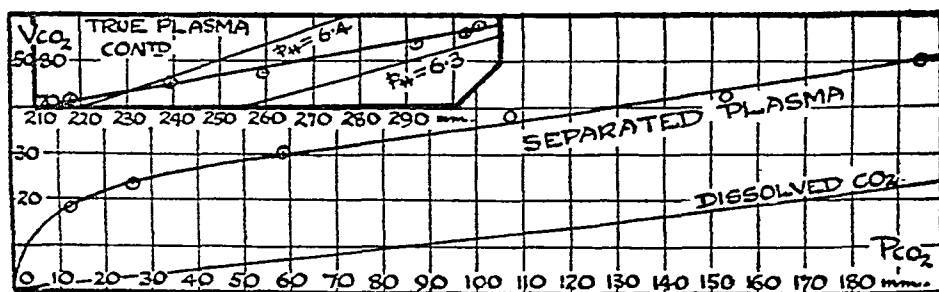 VCO₂ TRUE PLASMA
CONTD
PH=6.4
PH=6.3
50 80
70
210 220 230 240 250 260 270 280 290 mm.
SEPARATED PLASMA
30
20
DISSOLVED CO₂
PCO₂
0 10 20 30 40 50 60 70 80 90 100 110 120 130 140 150 160 170 180 mm.